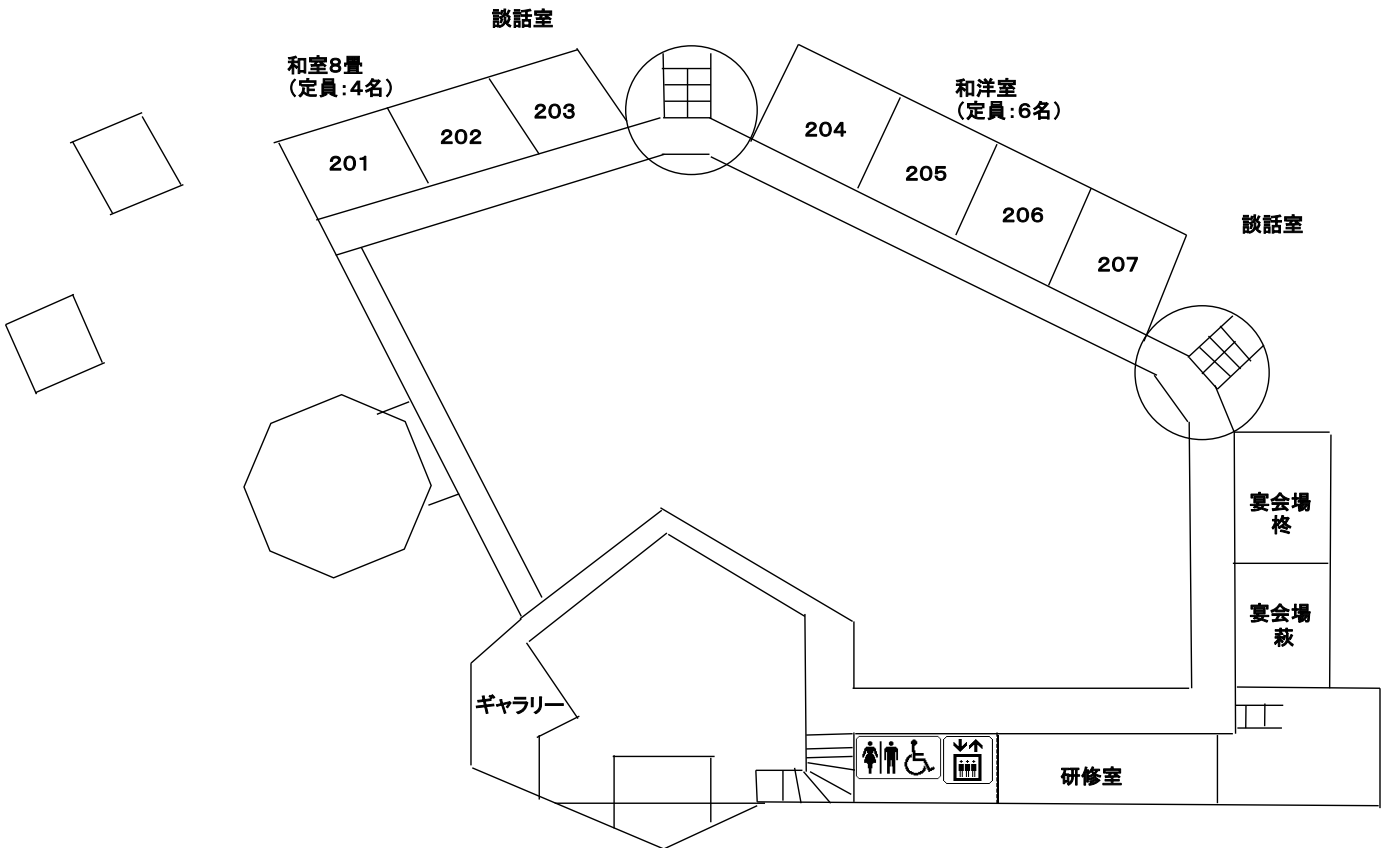 談話室
和室8畳
（定員：4名）
和洋室
（定員：6名）
203
202
201
204
205
206
207
談話室
宴会場
柊
宴会場
萩
ギャラリー
研修室